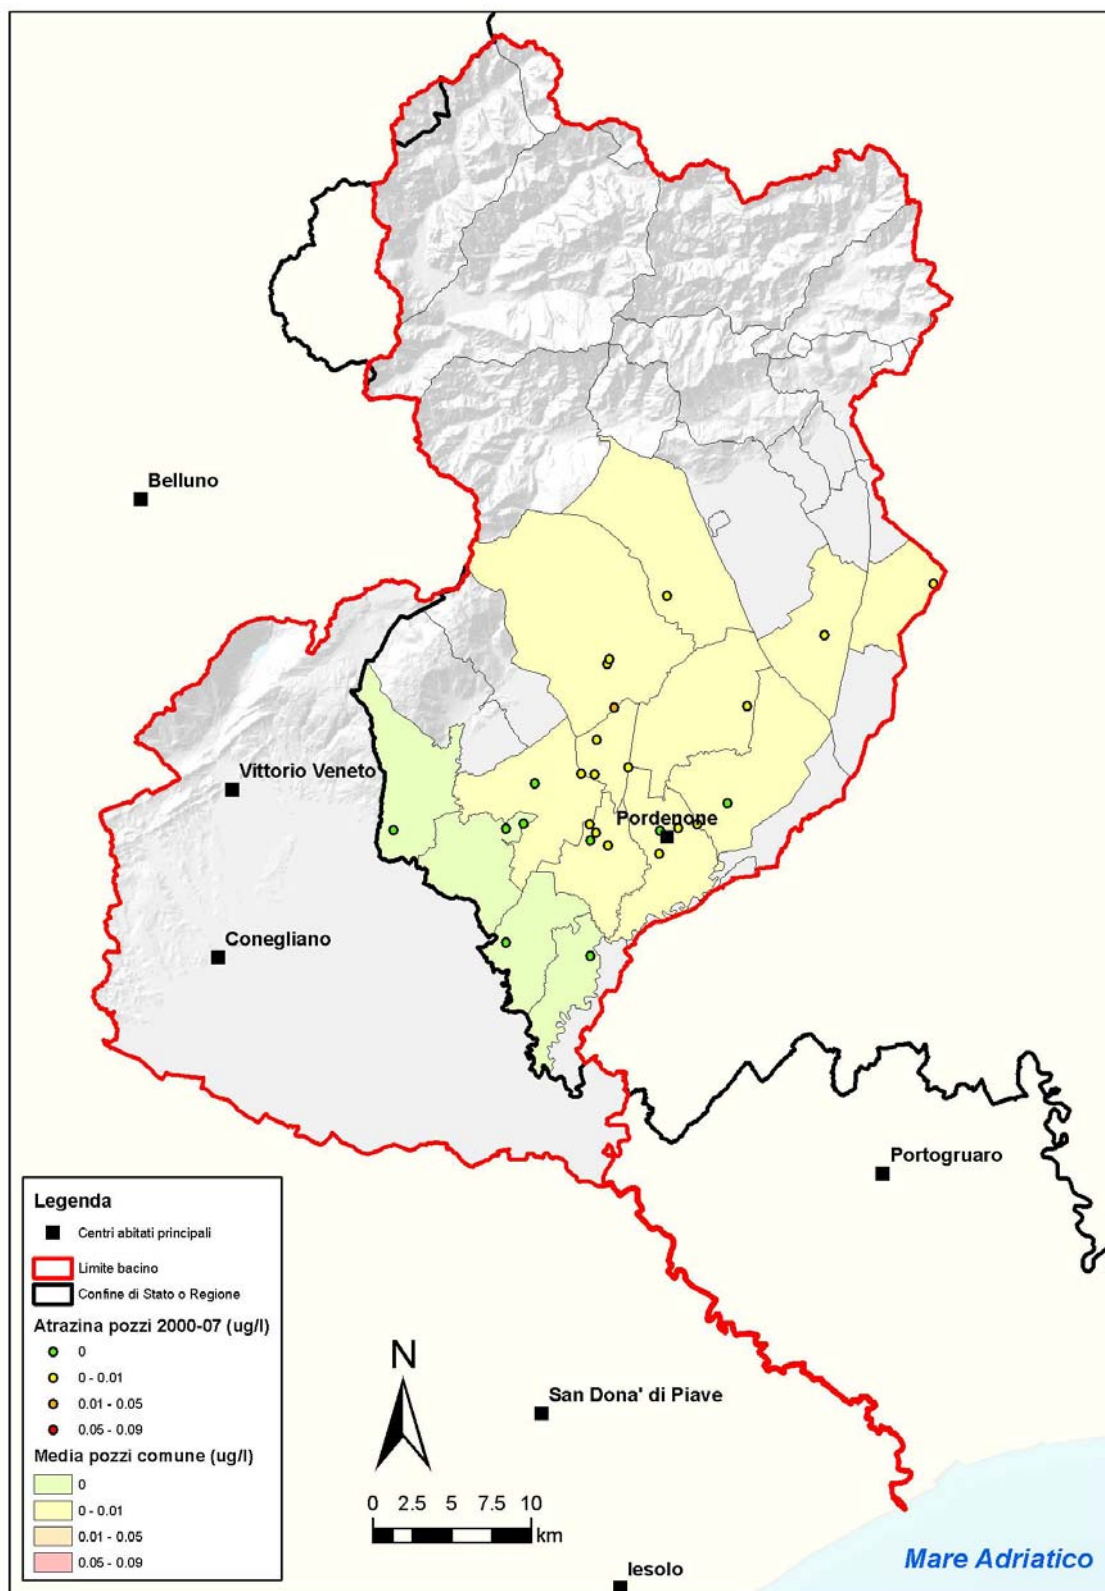 Belluno
Vittorio Veneto
Pordenone
Conegliano
Portogruaro
Legenda
Centri abitati principali
Limite bacino
Confine di Stato o Regione
Atrazina pozzi 2000-07 (ug/l)
0
0 - 0.01
0.01 - 0.05
0.05 - 0.09
Media pozzi comune (ug/l)
0
0 - 0.01
0.01 - 0.05
0.05 - 0.09
N
0 2.5 5 7.5 10
km
San Dona' di Piave
Iesolo
Mare Adriatico